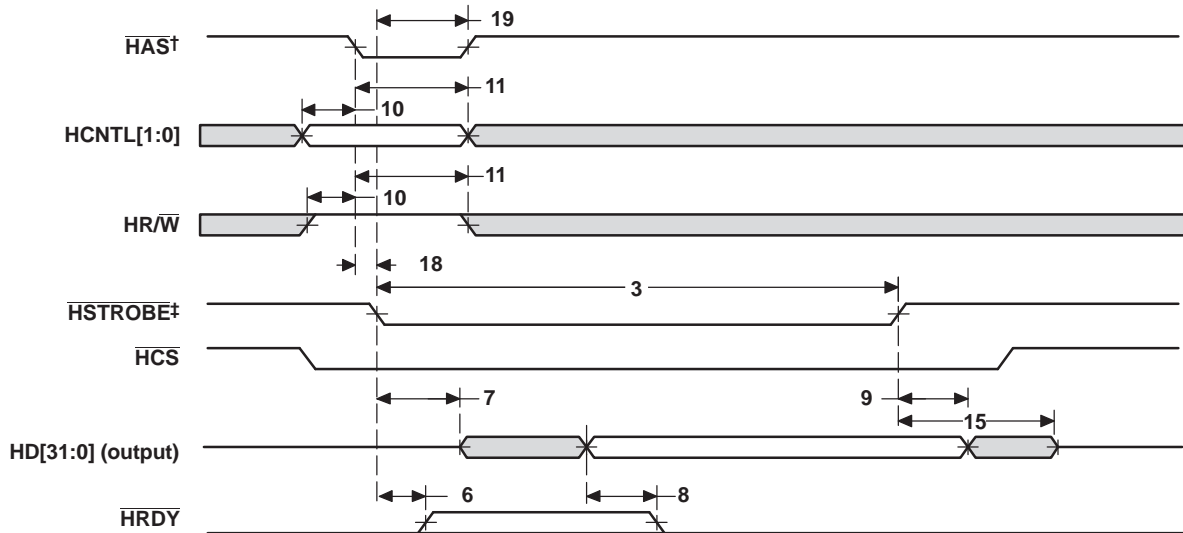 19
HAS†
11
10
HCNTL[1:0]
11
10
HR/W
18
3
HSTROBE‡
HCS
7
9
15
HD[31:0] (output)
6
8
HRDY